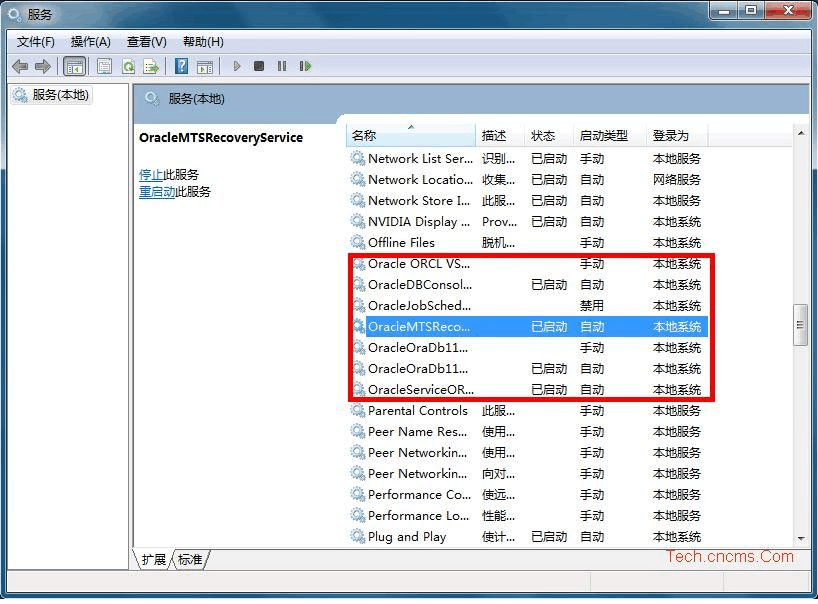 服务
文件(F) 操作(A) 查看(V) 帮助(H)
服务(本地)
服务(本地)
OracleMTSRecoveryService
停止此服务
重启动此服务
名称 描述 状态 启动类型 登录为
Network List Ser... 识别... 已启动 手动 本地服务
Network Locatio... 收集... 已启动 自动 网络服务
Network Store I... 此服... 已启动 自动 本地服务
NVIDIA Display ... Prov... 已启动 自动 本地系统
Offline Files 脱机... 手动 本地系统
Oracle ORCL VS... 手动 本地系统
OracleDBConsol... 已启动 自动 本地系统
OracleJobSched... 禁用 本地系统
OracleMTSReco... 已启动 自动 本地系统
OracleOraDb11... 手动 本地系统
OracleOraDb11... 已启动 自动 本地系统
OracleServiceOR... 已启动 自动 本地系统
Parental Controls 此服... 手动 本地服务
Peer Name Res... 使用... 手动 本地服务
Peer Networkin... 使用... 手动 本地服务
Peer Networkin... 向对... 手动 本地服务
Performance Co... 使远... 手动 本地服务
Performance Lo... 性能... 手动 本地服务
Plug and Play 使计... 已启动 自动 本地系统
扩展 标准
Tech.cncms.Com